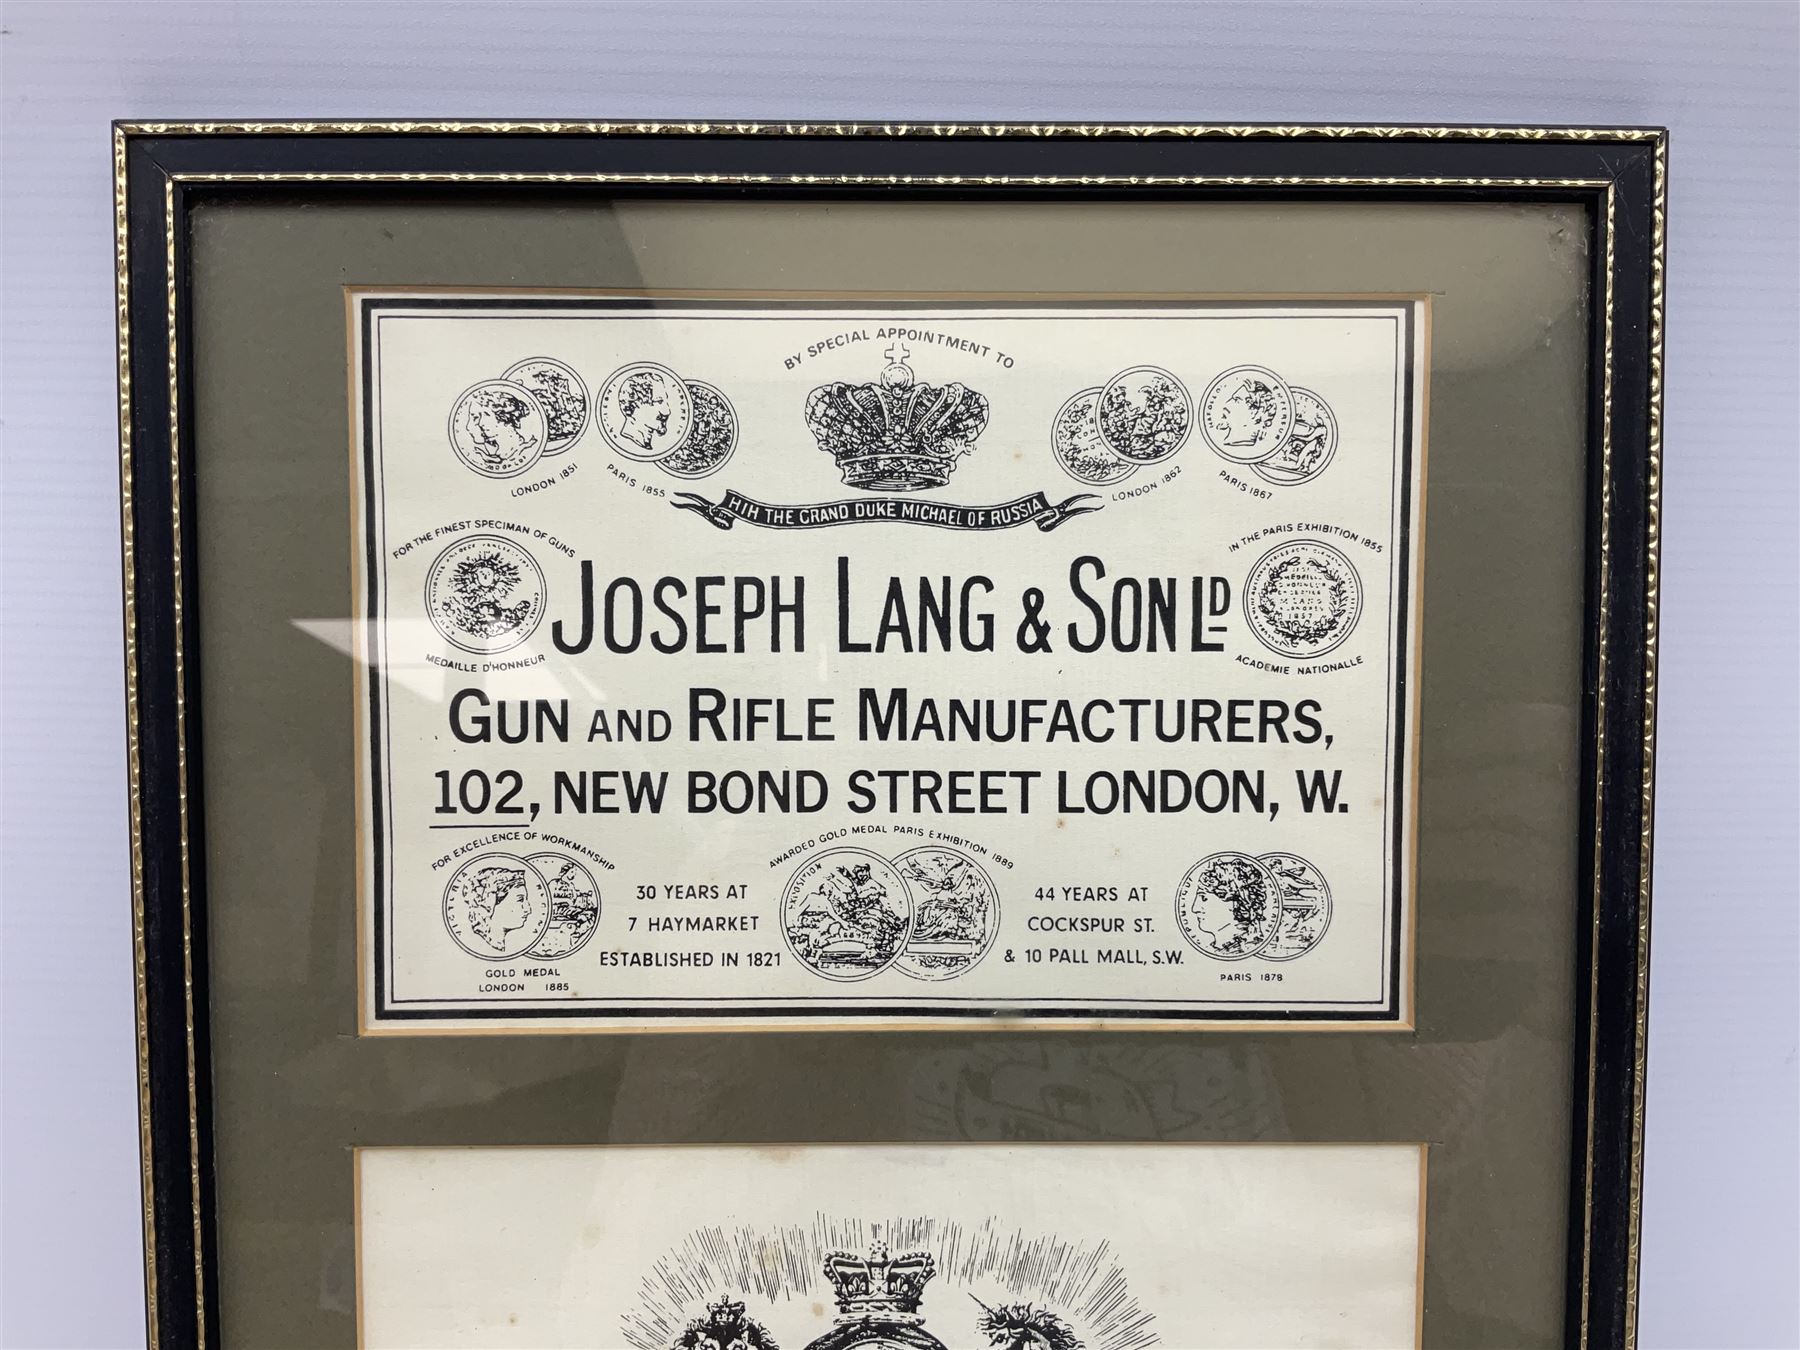 BY SPECIAL APPOINTMENT TO
LONDON 1851
PARIS 1855
LONDON 1862
PARIS 1867
HIH THE GRAND DUKE MICHAEL OF RUSSIA
FOR THE FINEST SPECIMAN OF GUNS
MEDAILLE D'HONNEUR
IN THE PARIS EXHIBITION 1855
ACADEMIE NATIONALLE
JOSEPH LANG & SON LD
GUN AND RIFLE MANUFACTURERS,
102, NEW BOND STREET LONDON, W.
FOR EXCELLENCE OF WORKMANSHIP
VICTORIA REGINA
GOLD MEDAL
LONDON 1885
30 YEARS AT
7 HAYMARKET
ESTABLISHED IN 1821
AWARDED GOLD MEDAL PARIS EXHIBITION 1889
EXPOSITION
44 YEARS AT
COCKSPUR ST.
& 10 PALL MALL, S.W.
PARIS 1878